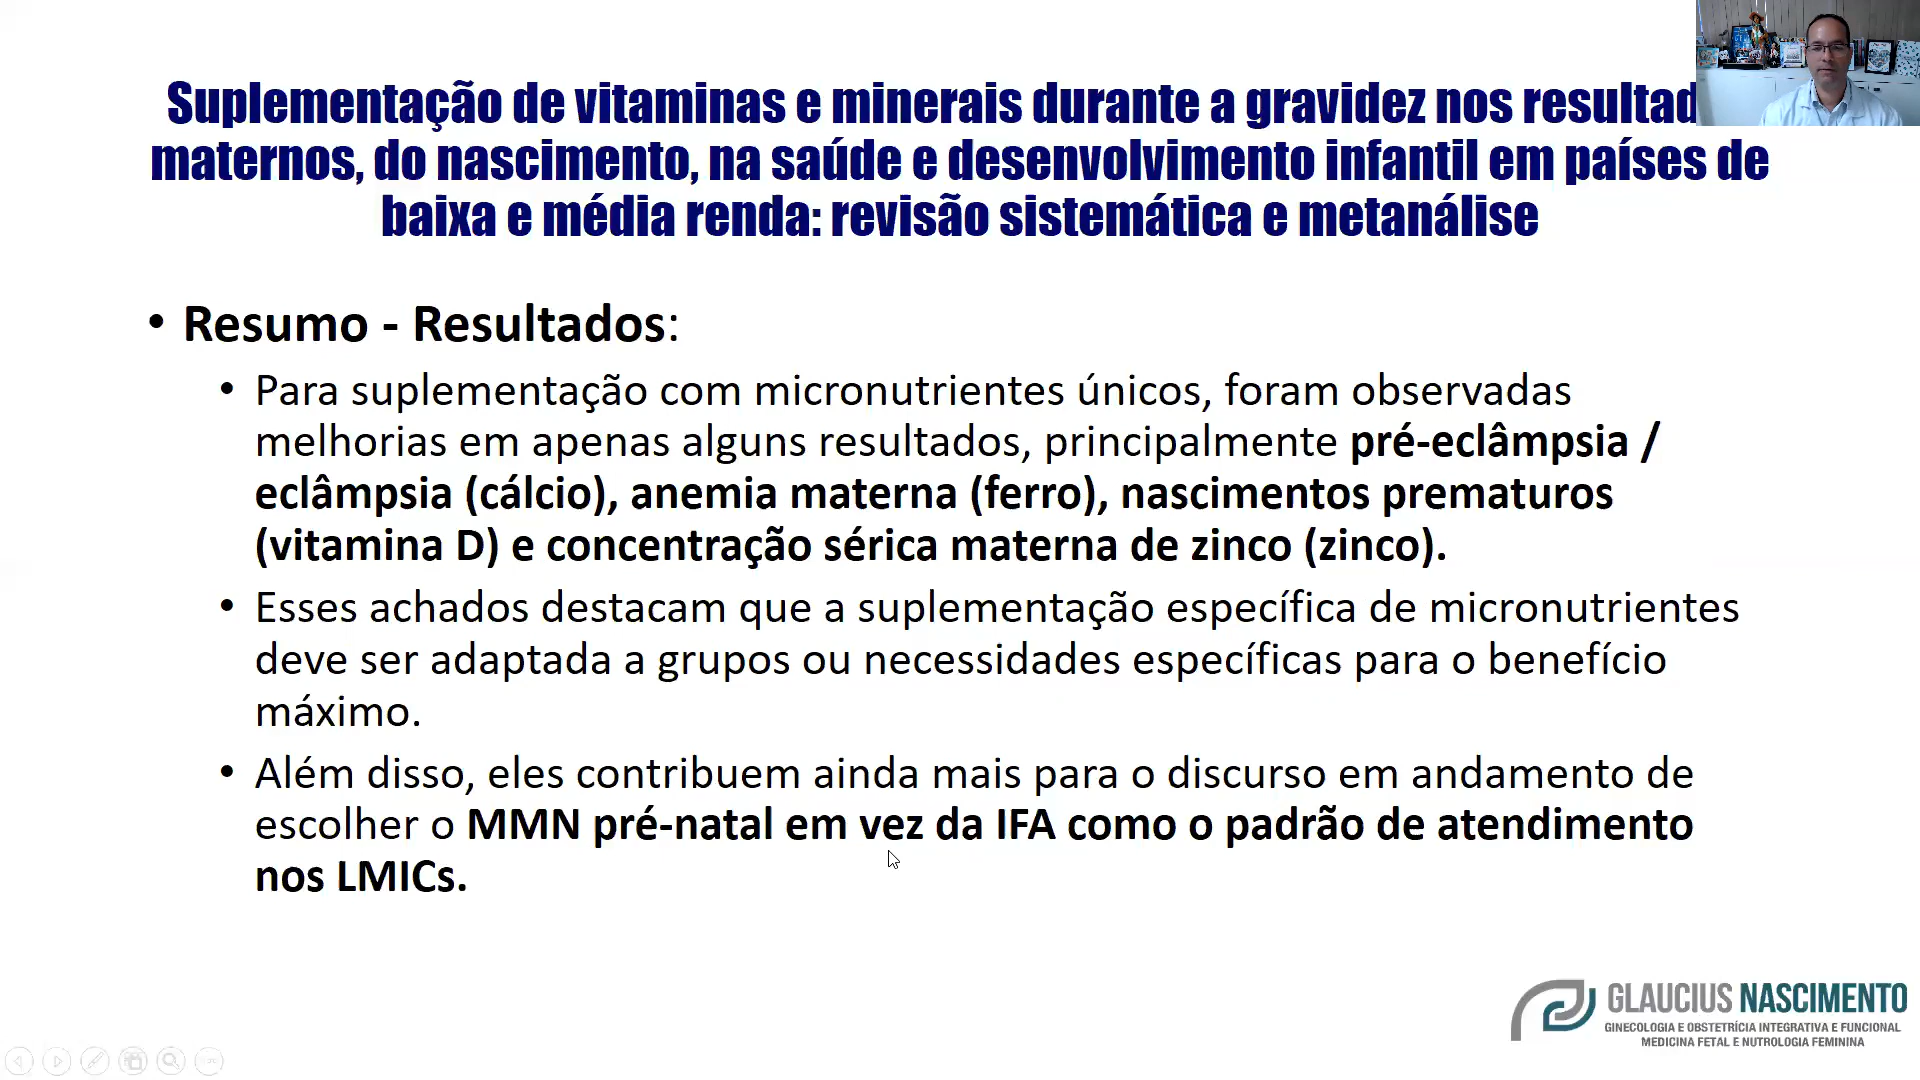 Suplementação de vitaminas e minerais durante a gravidez nos resultad
maternos, do nascimento, na saúde e desenvolvimento infantil em países de
baixa e média renda: revisão sistemática e metanálise
• Resumo - Resultados:
• Para suplementação com micronutrientes únicos, foram observadas
melhorias em apenas alguns resultados, principalmente pré-eclâmpsia /
eclâmpsia (cálcio), anemia materna (ferro), nascimentos prematuros
(vitamina D) e concentração sérica materna de zinco (zinco).
• Esses achados destacam que a suplementação específica de micronutrientes
deve ser adaptada a grupos ou necessidades específicas para o benefício
máximo.
• Além disso, eles contribuem ainda mais para o discurso em andamento de
escolher o MMN pré-natal em vez da IFA como o padrão de atendimento
nos LMICs.
GLAUCIUS NASCIMENTO
GINECOLOGIA E OBSTETRÍCIA INTEGRATIVA E FUNCIONAL
MEDICINA FETAL E NUTROLOGIA FEMININA